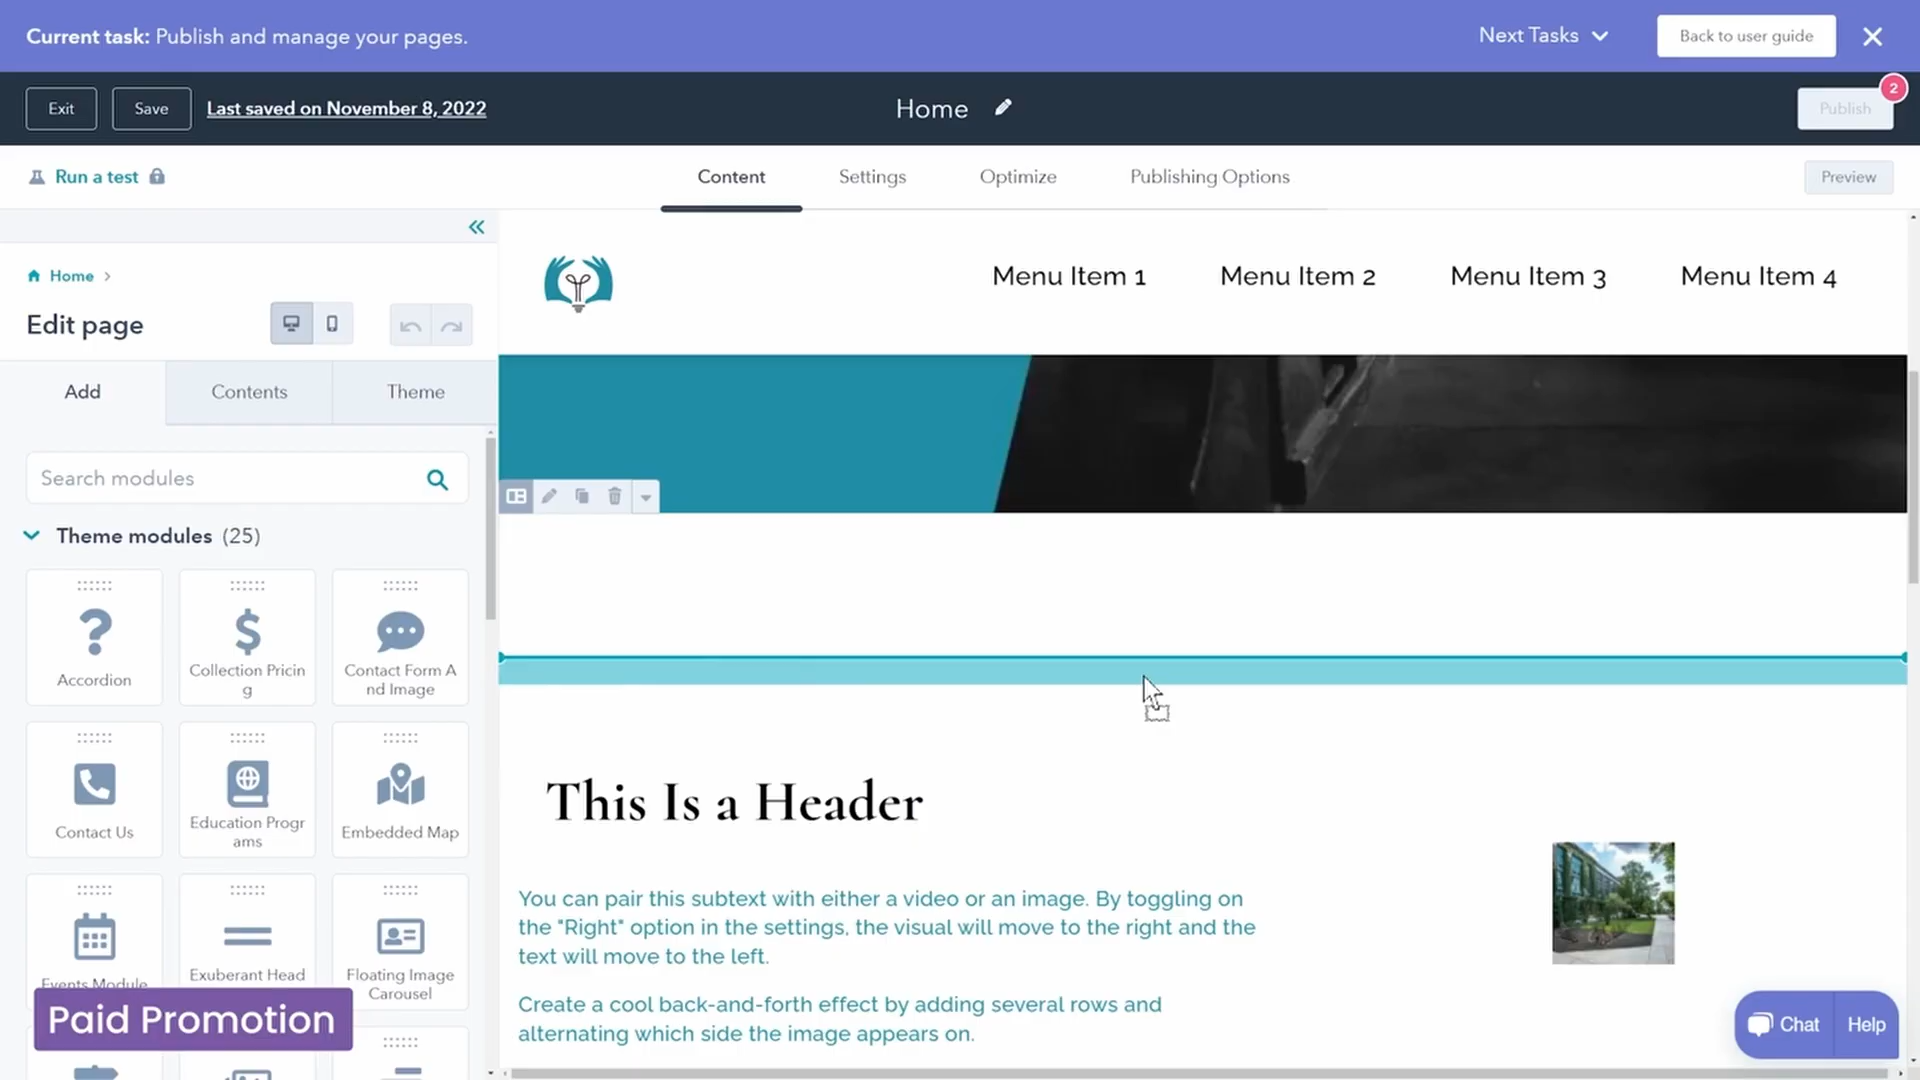 Current task: Publish and manage your pages.
Next Tasks
Back to user guide
Exit
Save
Last saved on November 8, 2022
Home
Publish
2
Run a test
Content
Settings
Optimize
Publishing Options
Preview
Home
Edit page
Add
Contents
Theme
Search modules
Theme modules (25)
Accordion
Collection Pricin
g
Contact Form A
nd Image
Contact Us
Education Progr
ams
Embedded Map
Events Module
Exuberant Head
Floating Image
Carousel
Paid Promotion
Menu Item 1
Menu Item 2
Menu Item 3
Menu Item 4
This Is a Header
You can pair this subtext with either a video or an image. By toggling on
the "Right" option in the settings, the visual will move to the right and the
text will move to the left.
Create a cool back-and-forth effect by adding several rows and
alternating which side the image appears on.
Chat
Help